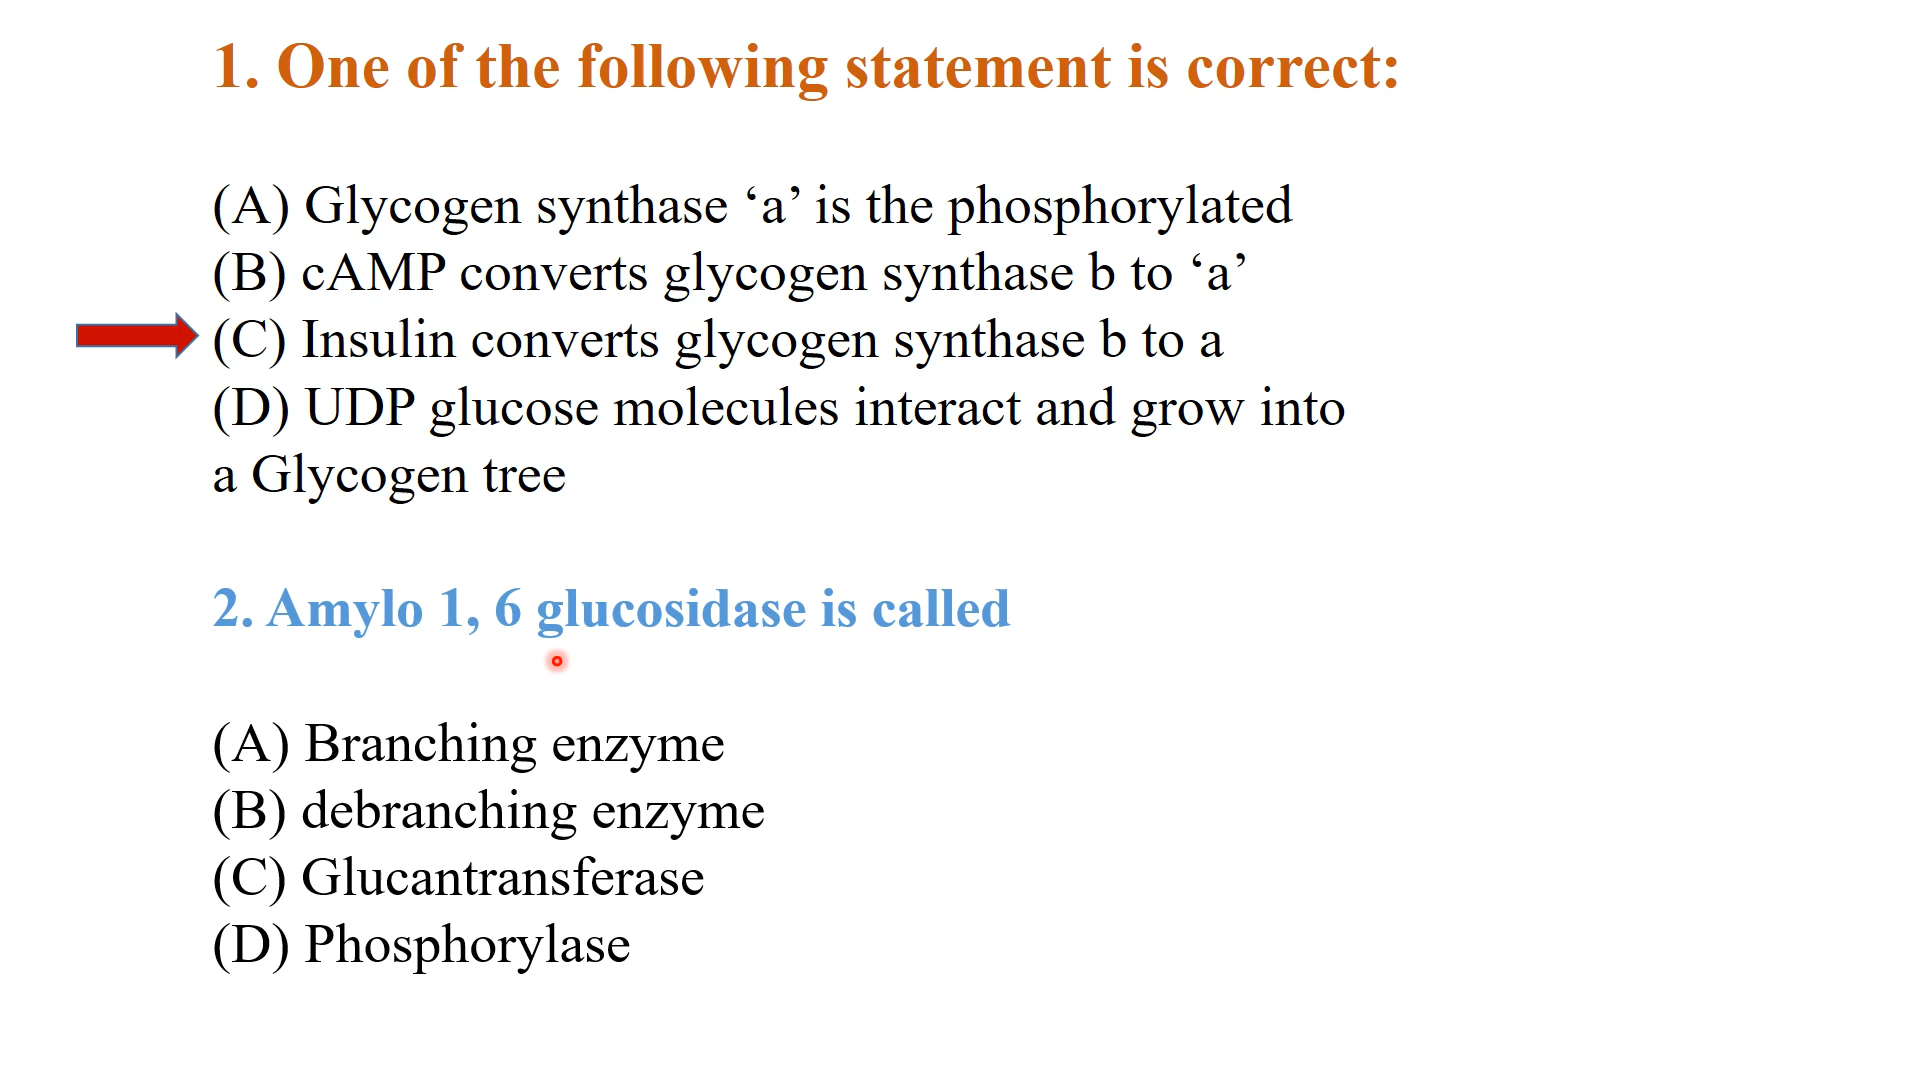 1. One of the following statement is correct:
(A) Glycogen synthase ‘a’ is the phosphorylated
(B) cAMP converts glycogen synthase b to ‘a’
(C) Insulin converts glycogen synthase b to a
(D) UDP glucose molecules interact and grow into
a Glycogen tree
2. Amylo 1, 6 glucosidase is called
(A) Branching enzyme
(B) debranching enzyme
(C) Glucantransferase
(D) Phosphorylase